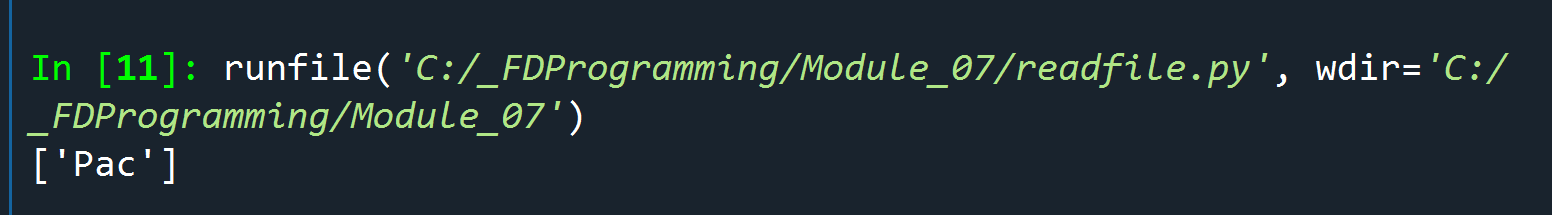 In [11]: runfile('C:/_FDProgramming/Module_07/readfile.py', wdir='C:/
_FDProgramming/Module_07')
['Pac']